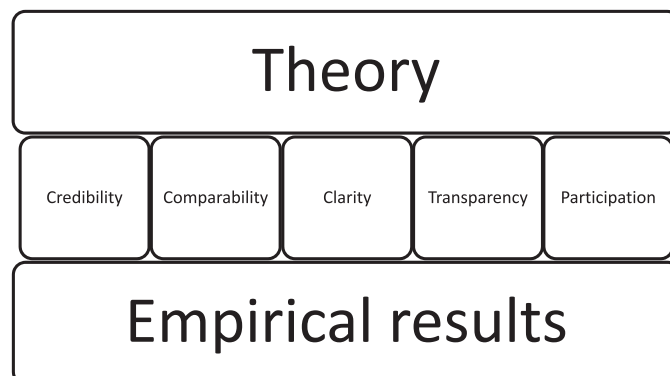 Theory
Credibility Comparability Clarity Transparency Participation
Empirical results